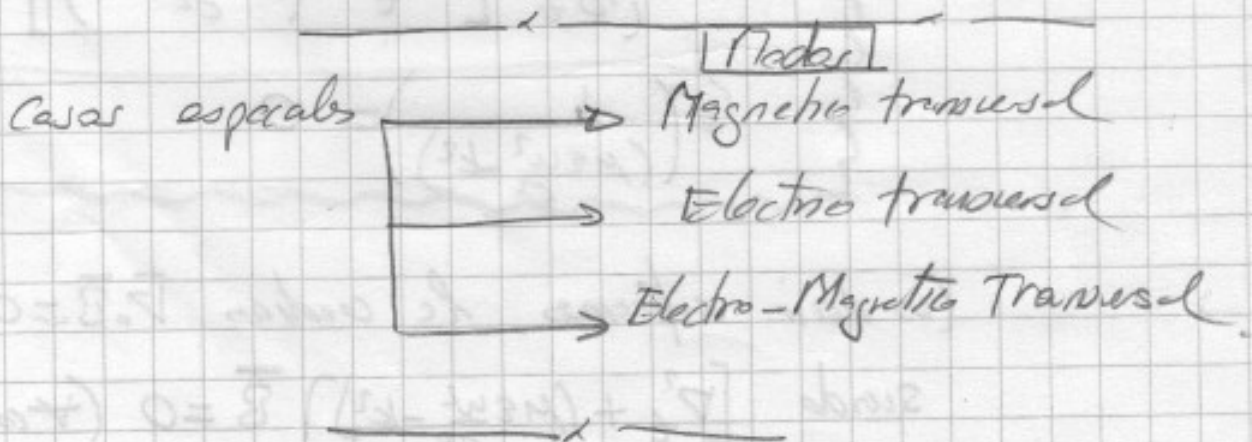 Modos
Casos especiales Magnetico transversal
Electrico transversal
Electro-Magnetico Transversal.